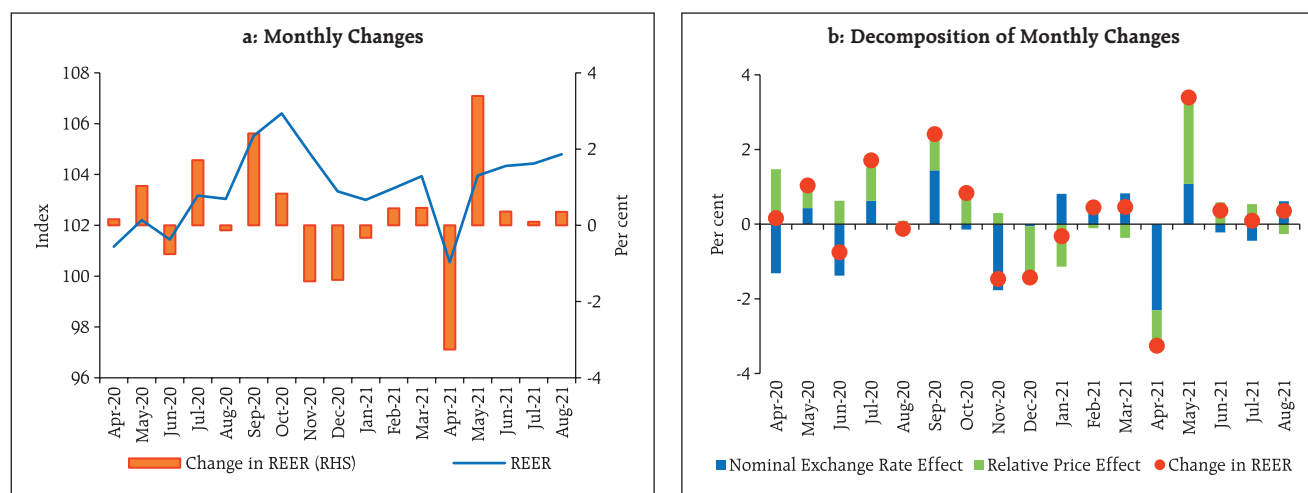 a: Monthly Changes
Index
108
106
104
102
100
98
96
4
2
0
-2
-4
Per cent
Apr-20
May-20
Jun-20
Jul-20
Aug-20
Sep-20
Oct-20
Nov-20
Dec-20
Jan-21
Feb-21
Mar-21
Apr-21
May-21
Jun-21
Jul-21
Aug-21
Change in REER (RHS) REER
b: Decomposition of Monthly Changes
Per cent
4
2
0
-2
-4
Apr-20
May-20
Jun-20
Jul-20
Aug-20
Sep-20
Oct-20
Nov-20
Dec-20
Jan-21
Feb-21
Mar-21
Apr-21
May-21
Jun-21
Jul-21
Aug-21
Nominal Exchange Rate Effect Relative Price Effect Change in REER